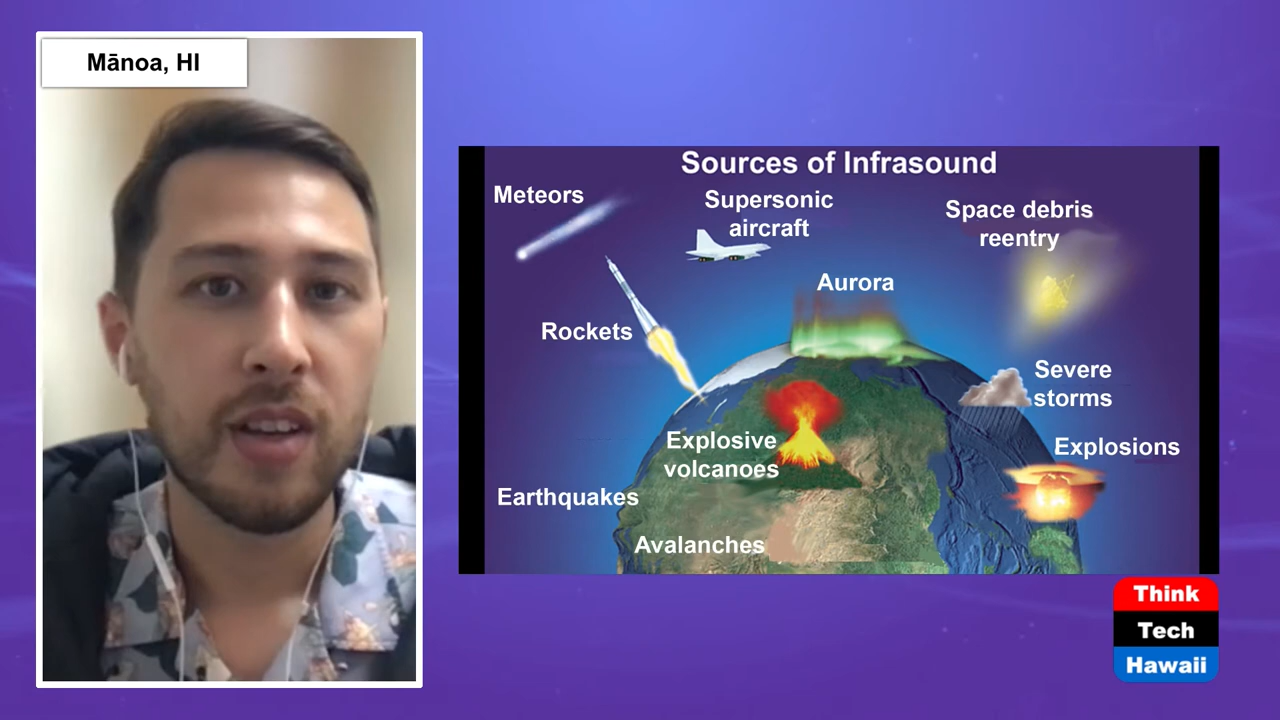 Mānoa, HI
Sources of Infrasound
Meteors
Supersonic
aircraft
Space debris
reentry
Aurora
Rockets
Severe
storms
Explosive
volcanoes
Explosions
Earthquakes
Avalanches
Think
Tech
Hawaii